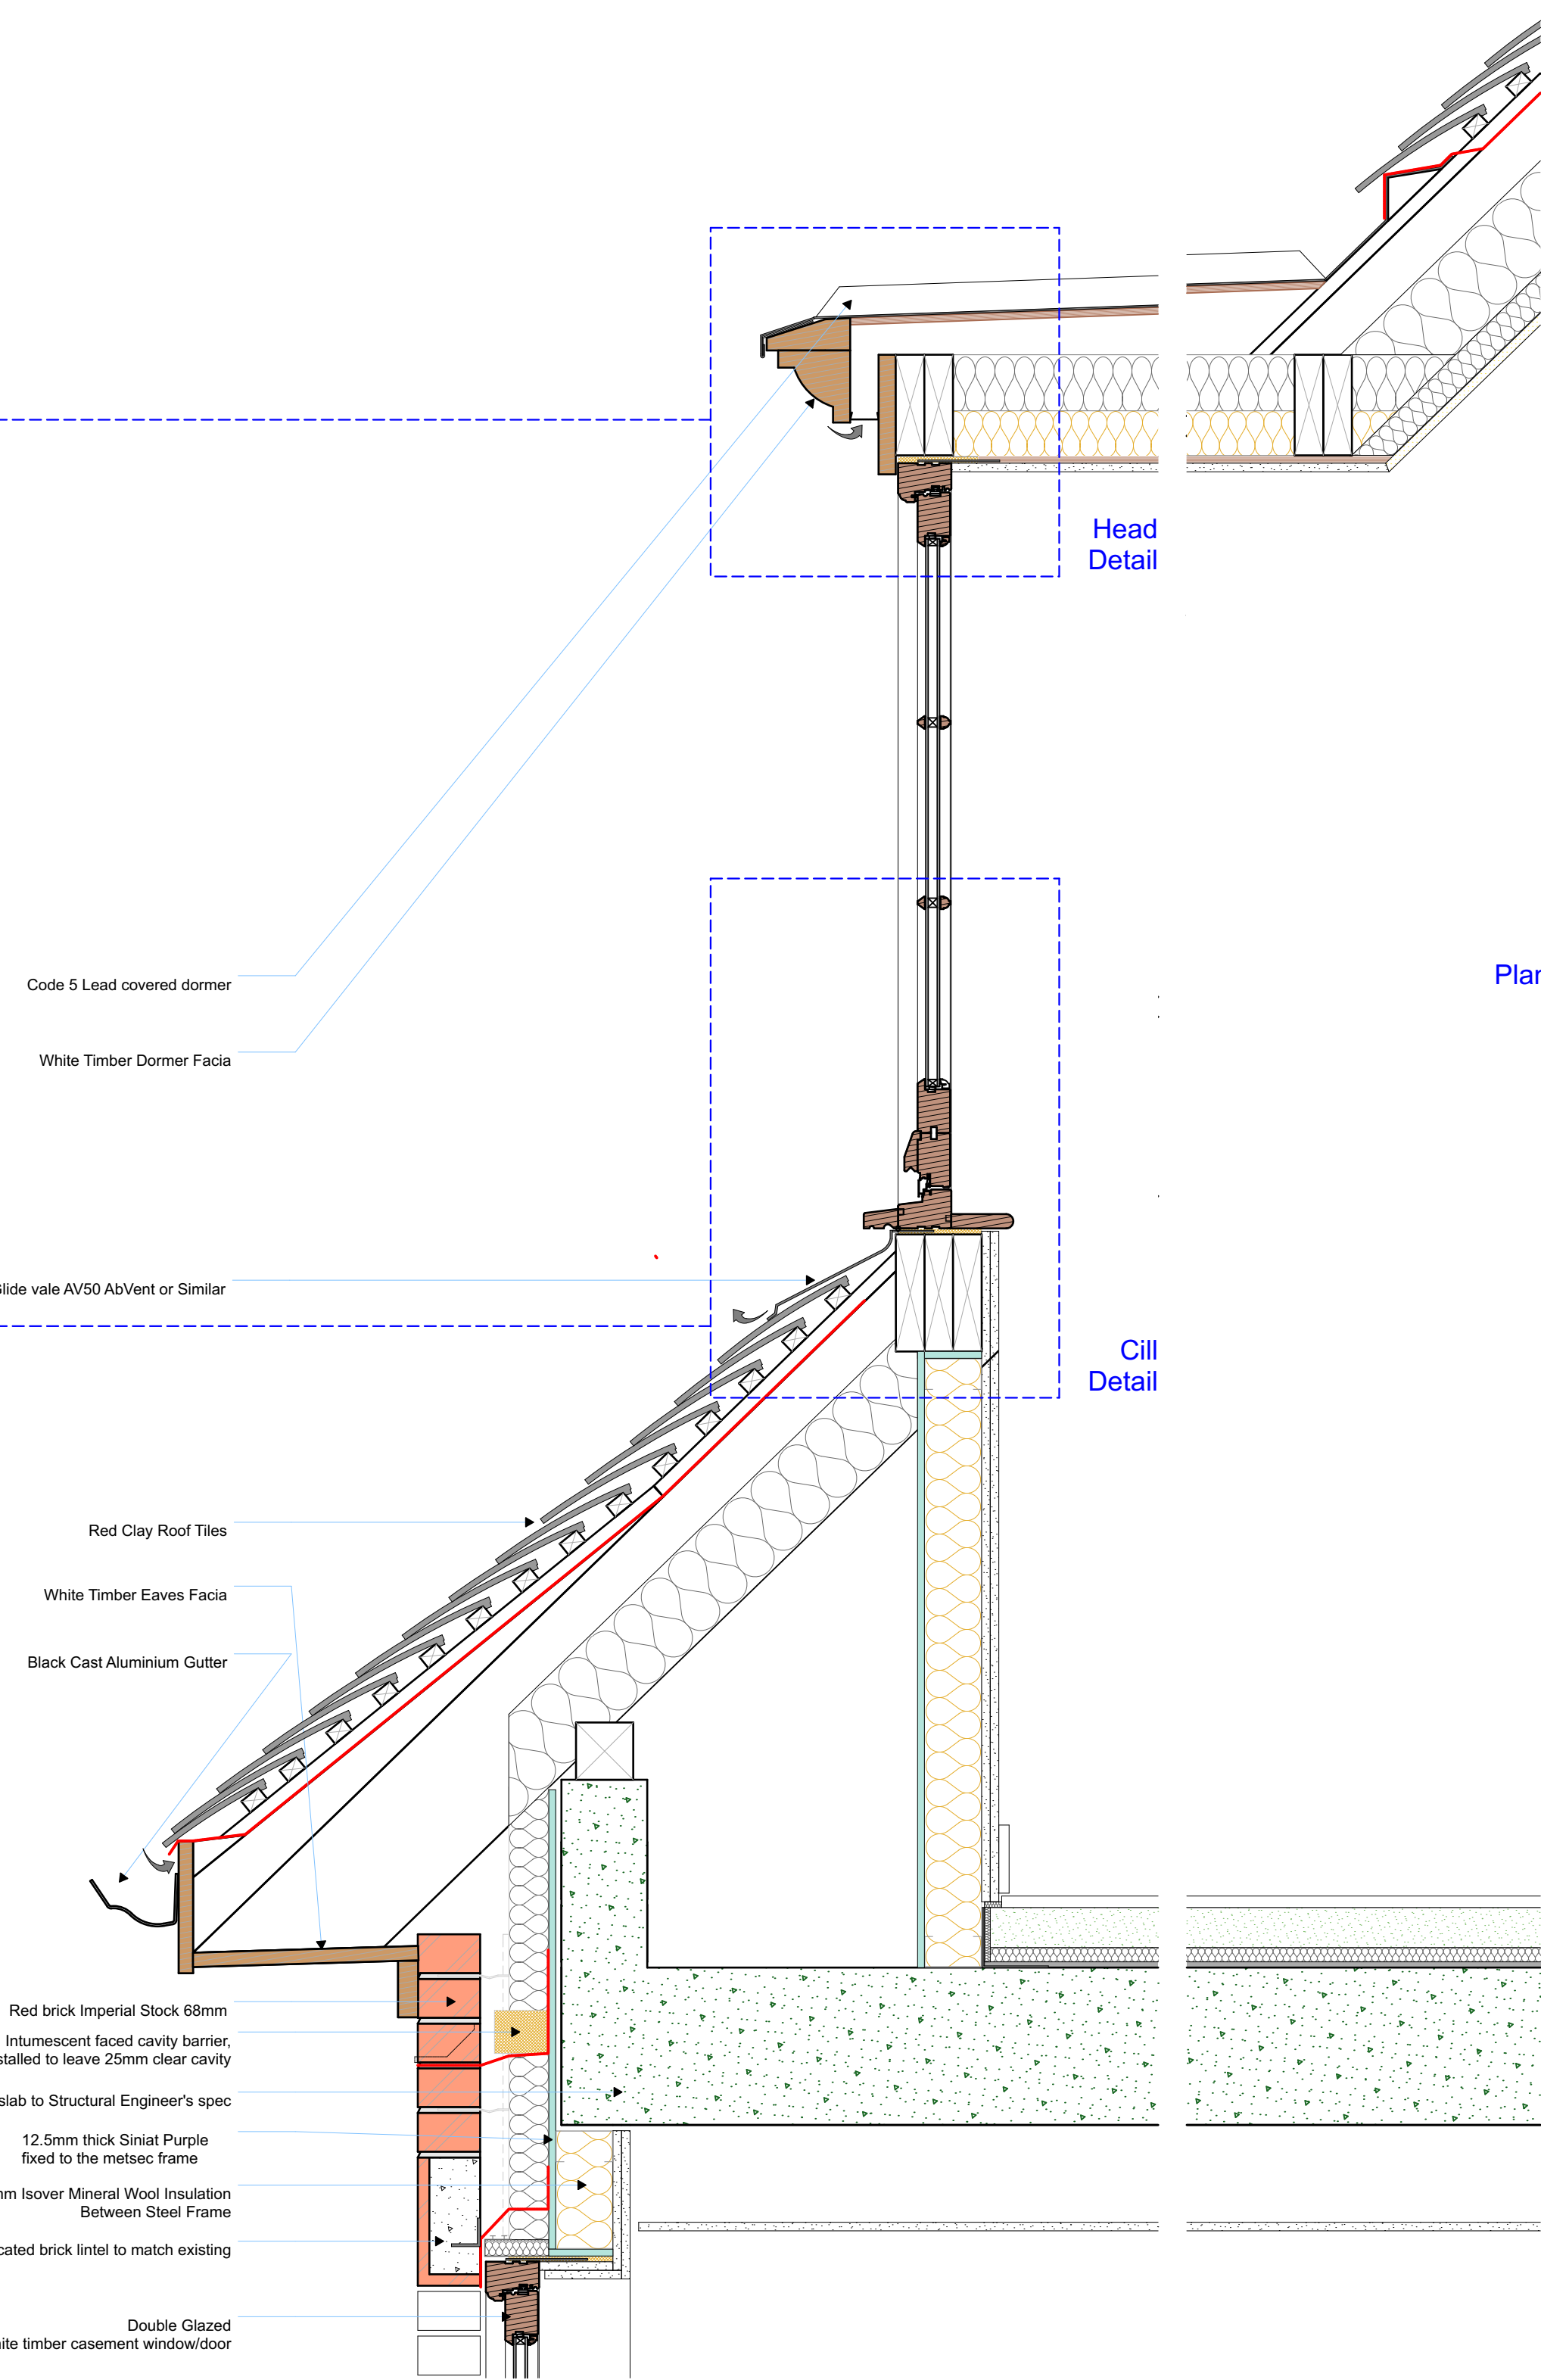 Head
Detail
Plan
Code 5 Lead covered dormer
White Timber Dormer Facia
Glide vale AV50 AbVent or Similar
Cill
Detail
Red Clay Roof Tiles
White Timber Eaves Facia
Black Cast Aluminium Gutter
Red brick Imperial Stock 68mm
Intumescent faced cavity barrier,
stalled to leave 25mm clear cavity
slab to Structural Engineer's spec
12.5mm thick Siniat Purple
fixed to the metsec frame
m Isover Mineral Wool Insulation
Between Steel Frame
cated brick lintel to match existing
Double Glazed
ite timber casement window/door